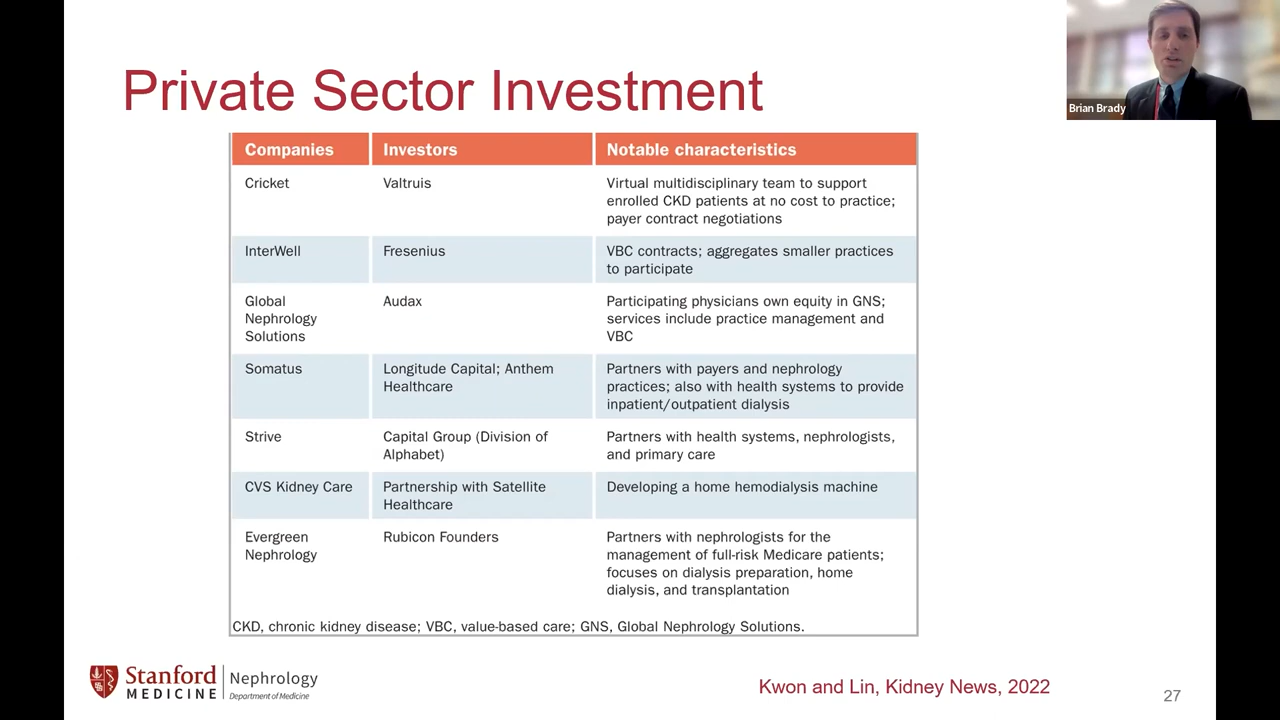 Private Sector Investment
Brian Brady
Companies Investors Notable characteristics
Cricket Valtruis Virtual multidisciplinary team to support
enrolled CKD patients at no cost to practice;
payer contract negotiations
InterWell Fresenius VBC contracts; aggregates smaller practices
to participate
Global Audax Participating physicians own equity in GNS;
Nephrology services include practice management and
Solutions VBC
Somatus Longitude Capital; Anthem Partners with payers and nephrology
Healthcare practices; also with health systems to provide
inpatient/outpatient dialysis
Strive Capital Group (Division of Partners with health systems, nephrologists,
Alphabet) and primary care
CVS Kidney Care Partnership with Satellite Developing a home hemodialysis machine
Healthcare
Evergreen Rubicon Founders Partners with nephrologists for the
Nephrology management of full-risk Medicare patients;
focuses on dialysis preparation, home
dialysis, and transplantation
CKD, chronic kidney disease; VBC, value-based care; GNS, Global Nephrology Solutions.
Stanford Nephrology
MEDICINE Department of Medicine
Kwon and Lin, Kidney News, 2022
27